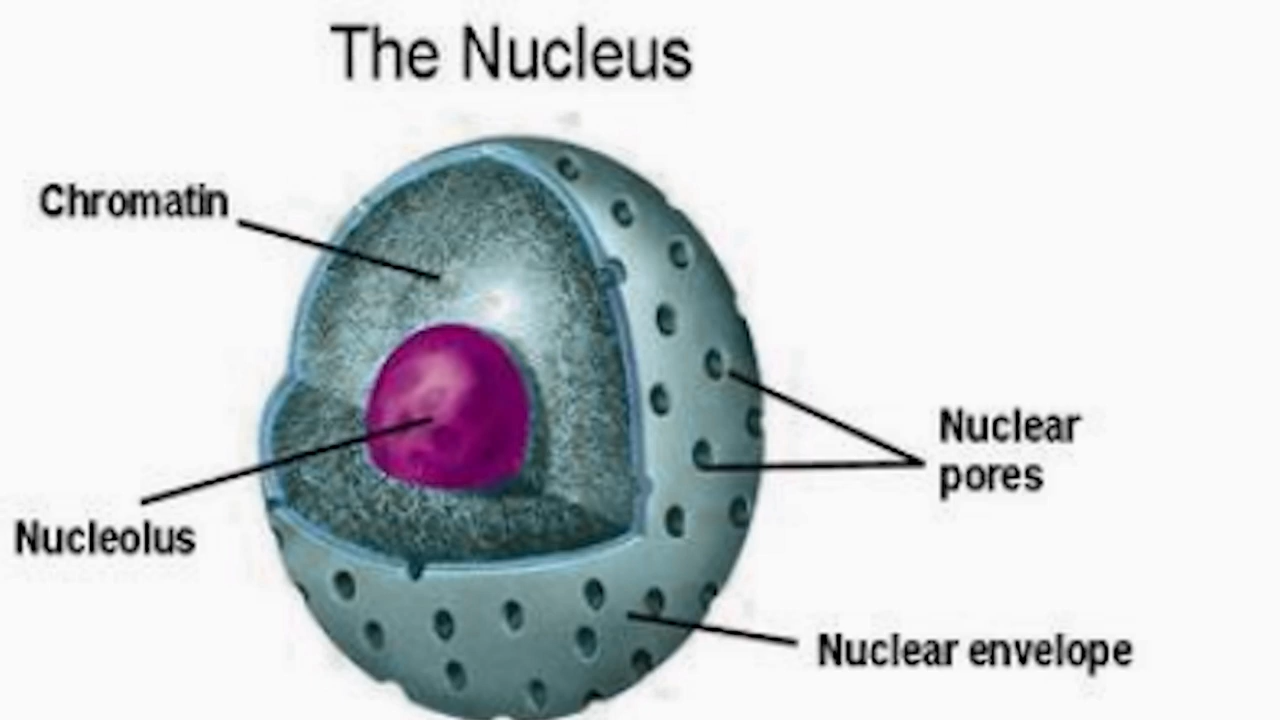 The Nucleus
Chromatin
Nuclear
pores
Nucleolus
Nuclear envelope